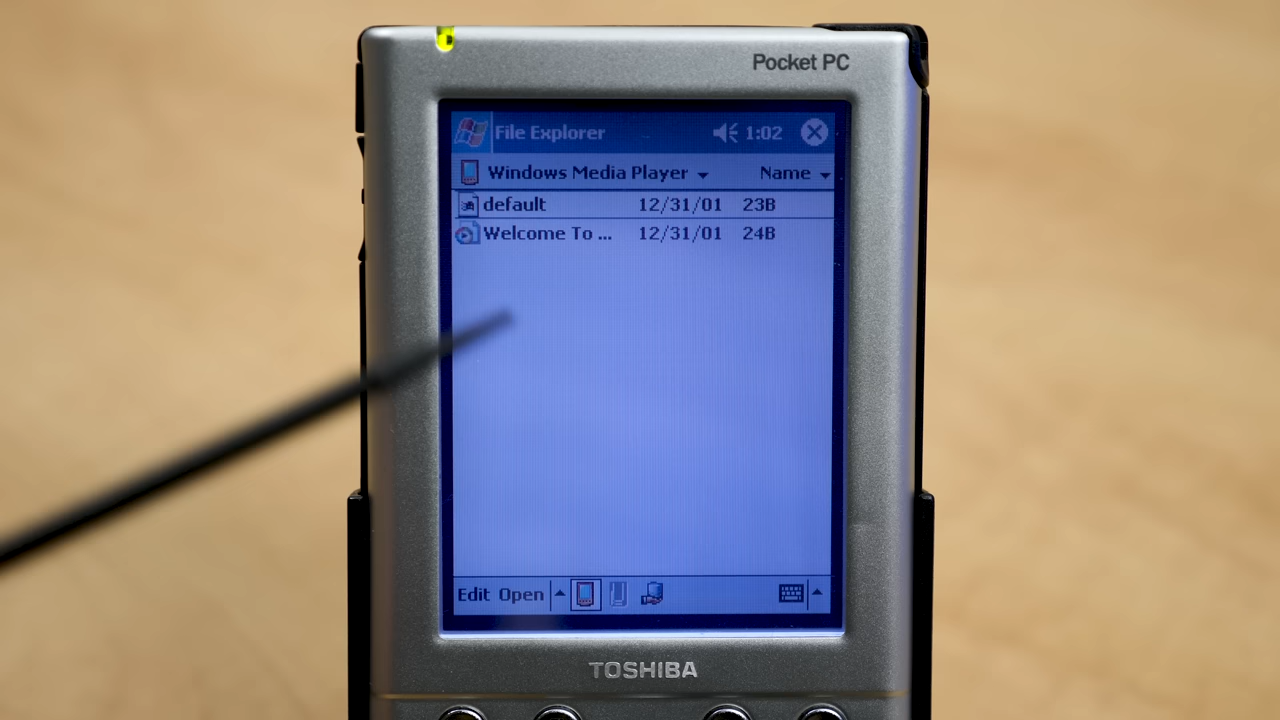 Pocket PC
File Explorer 1:02
Windows Media Player Name
default 12/31/01 23B
Welcome To ... 12/31/01 24B
Edit Open
TOSHIBA